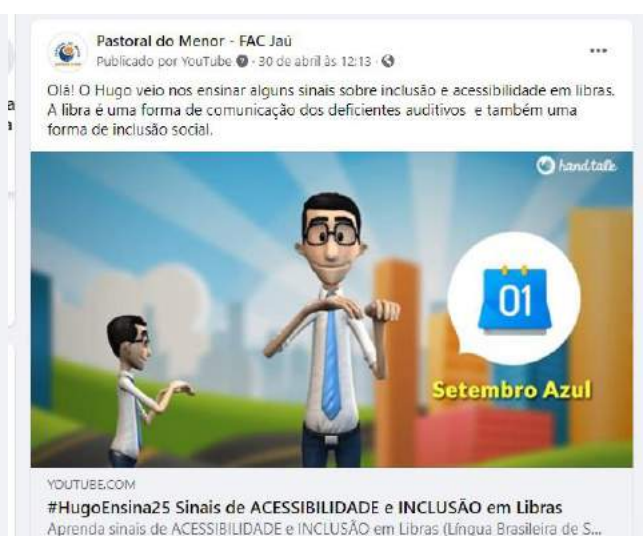 Pastoral do Menor - FAC Jaú
Publicado por YouTube · 30 de abril às 12:13 ·
Olá! O Hugo veio nos ensinar alguns sinais sobre inclusão e acessibilidade em libras.
A libra é uma forma de comunicação dos deficientes auditivos e também uma
forma de inclusão social.
hand talk
01
Setembro Azul
YOUTUBE.COM
#HugoEnsina25 Sinais de ACESSIBILIDADE e INCLUSÃO em Libras
Aprenda sinais de ACESSIBILIDADE e INCLUSÃO em Libras (Língua Brasileira de S...